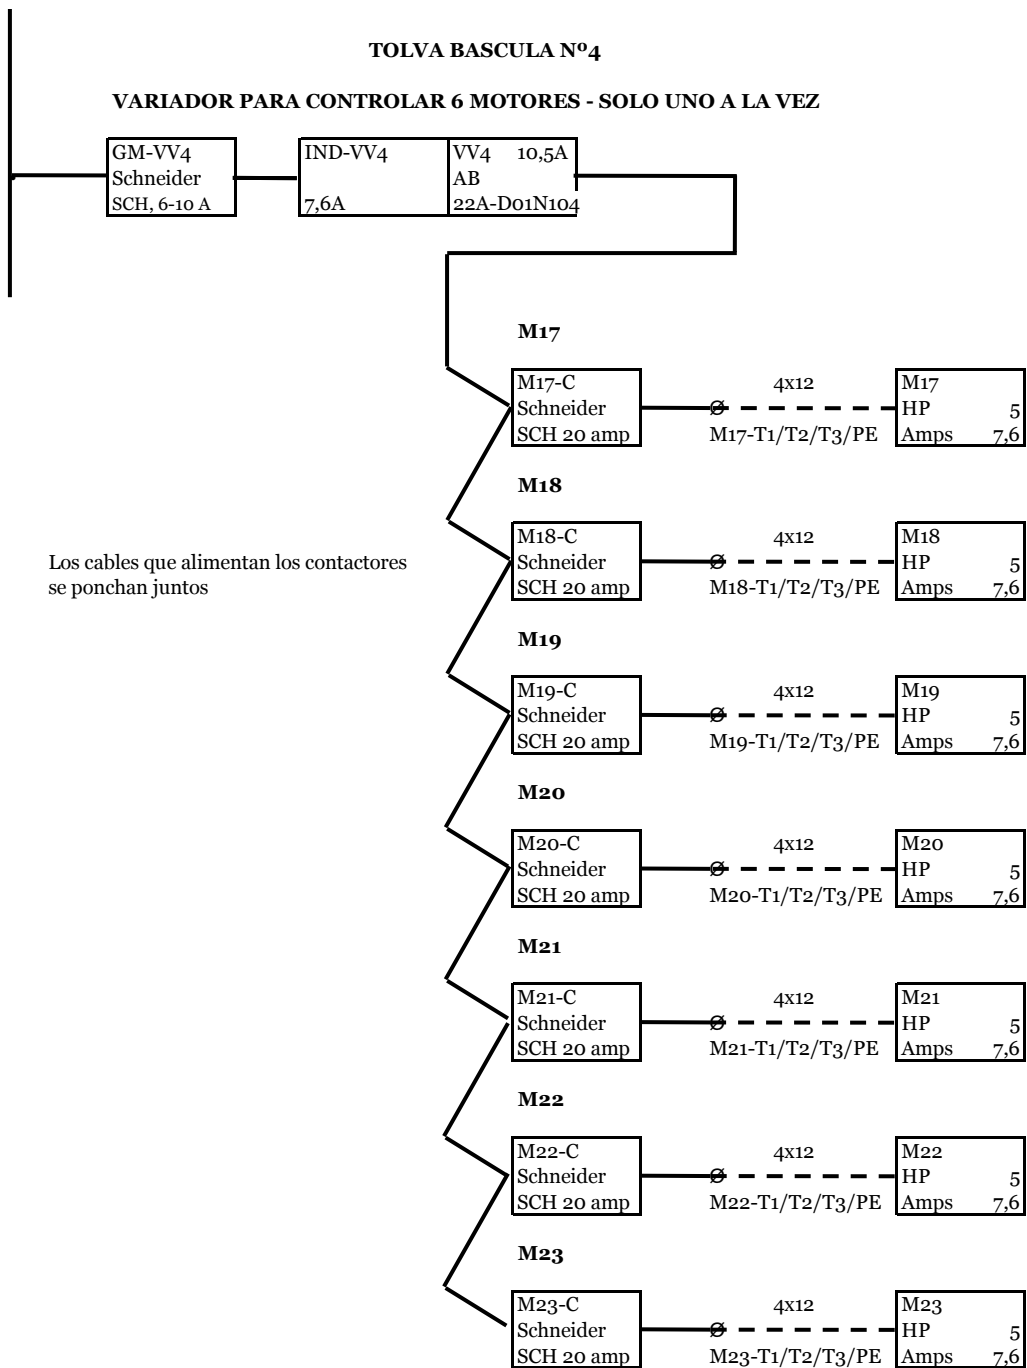 TOLVA BASCULA Nº4
VARIADOR PARA CONTROLAR 6 MOTORES - SOLO UNO A LA VEZ
GM-VV4
Schneider
SCH, 6-10 A
IND-VV4
7,6A
VV4 10,5A
AB
22A-D01N104
M17
M17-C
Schneider
SCH 20 amp
4x12
M17-T1/T2/T3/PE
M17
HP 5
Amps 7,6
M18
M18-C
Schneider
SCH 20 amp
4x12
M18-T1/T2/T3/PE
M18
HP 5
Amps 7,6
Los cables que alimentan los contactores
se ponchan juntos
M19
M19-C
Schneider
SCH 20 amp
4x12
M19-T1/T2/T3/PE
M19
HP 5
Amps 7,6
M20
M20-C
Schneider
SCH 20 amp
4x12
M20-T1/T2/T3/PE
M20
HP 5
Amps 7,6
M21
M21-C
Schneider
SCH 20 amp
4x12
M21-T1/T2/T3/PE
M21
HP 5
Amps 7,6
M22
M22-C
Schneider
SCH 20 amp
4x12
M22-T1/T2/T3/PE
M22
HP 5
Amps 7,6
M23
M23-C
Schneider
SCH 20 amp
4x12
M23-T1/T2/T3/PE
M23
HP 5
Amps 7,6